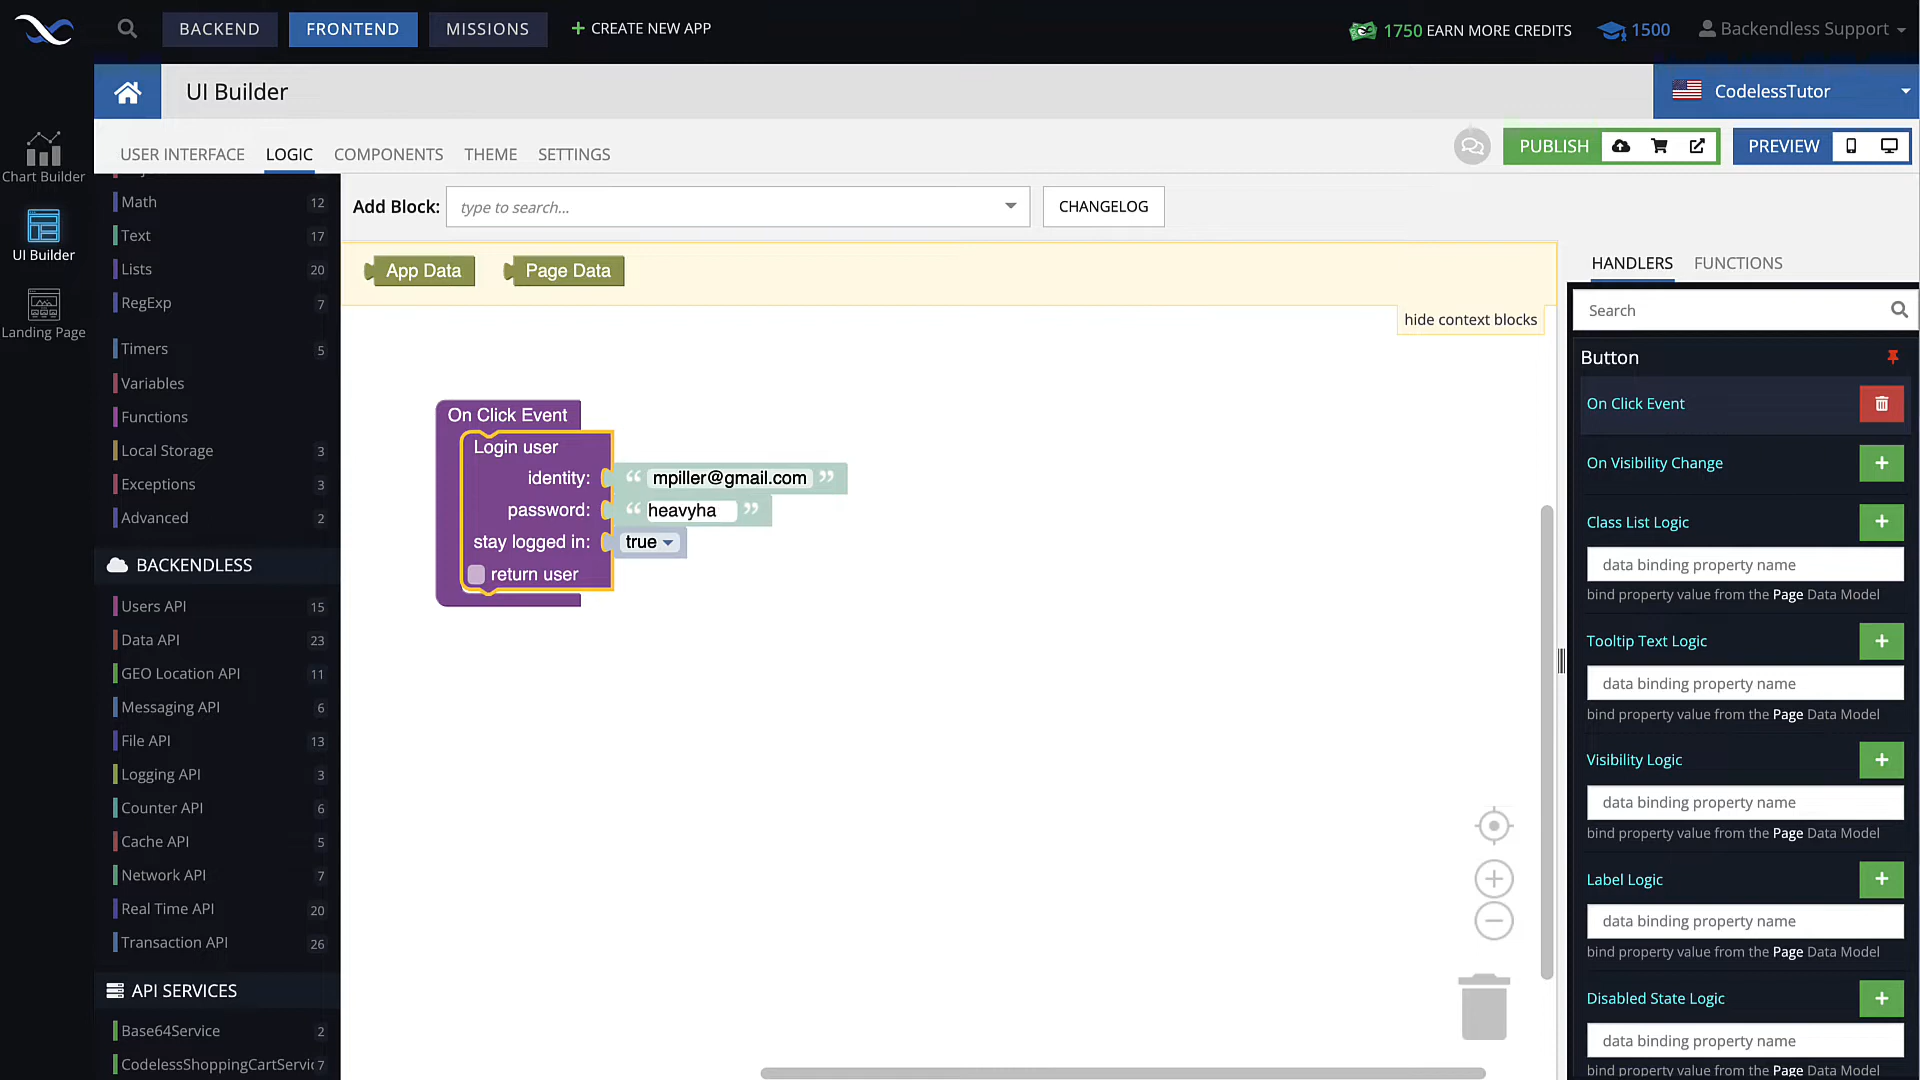 BACKEND
FRONTEND
MISSIONS
+ CREATE NEW APP
1750 EARN MORE CREDITS
1500
Backendless Support
UI Builder
CodelessTutor
Chart Builder
UI Builder
Landing Page
USER INTERFACE
LOGIC
COMPONENTS
THEME
SETTINGS
PUBLISH
PREVIEW
Math 12
Text 17
Lists 20
RegExp 7
Timers 5
Variables
Functions
Local Storage 3
Exceptions 3
Advanced 2
BACKENDLESS
Users API 15
Data API 23
GEO Location API 11
Messaging API 6
File API 13
Logging API 3
Counter API 6
Cache API 5
Network API 7
Real Time API 20
Transaction API 26
API SERVICES
Base64Service 2
CodelessShoppingCartServic 7
Add Block:
type to search...
CHANGELOG
App Data
Page Data
hide context blocks
On Click Event
Login user
identity: “ mpiller@gmail.com ”
password: “ heavyha ”
stay logged in: true
return user
HANDLERS
FUNCTIONS
Search
Button
On Click Event
On Visibility Change
Class List Logic
data binding property name
bind property value from the Page Data Model
Tooltip Text Logic
data binding property name
bind property value from the Page Data Model
Visibility Logic
data binding property name
bind property value from the Page Data Model
Label Logic
data binding property name
bind property value from the Page Data Model
Disabled State Logic
data binding property name
bind property value from the Page Data Model